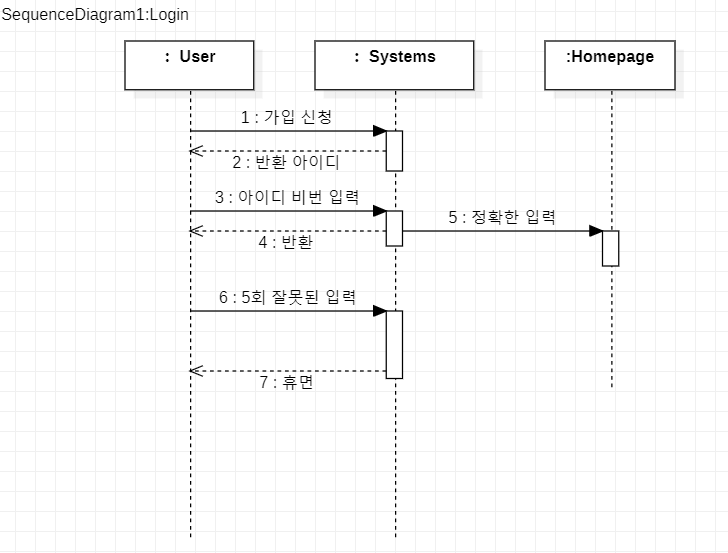 SequenceDiagram1:Login
: User
: Systems
:Homepage
1 : 가입 신청
2 : 반환 아이디
3 : 아이디 비번 입력
4 : 반환
5 : 정확한 입력
6 : 5회 잘못된 입력
7 : 휴면